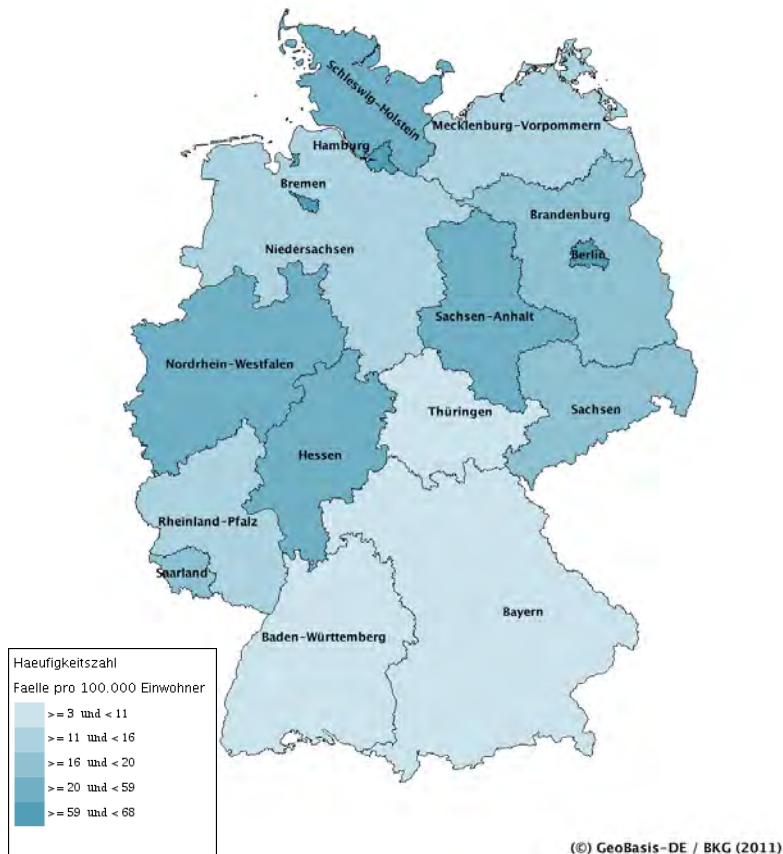 Schleswig-Holstein
Mecklenburg-Vorpommern
Hamburg
Bremen
Brandenburg
Niedersachsen
Berlin
Sachsen-Anhalt
Nordrhein-Westfalen
Thüringen
Sachsen
Hessen
Rheinland-Pfalz
Saarland
Bayern
Baden-Württemberg
Haeufigkeitszahl
Faelle pro 100.000 Einwohner
>= 3 und < 11
>= 11 und < 16
>= 16 und < 20
>= 20 und < 59
>= 59 und < 68
(c) GeoBasis-DE / BKG (2011)